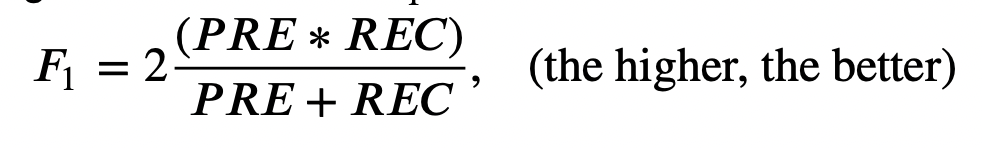 F₁ = 2 (PRE * REC) / PRE + REC, (the higher, the better)